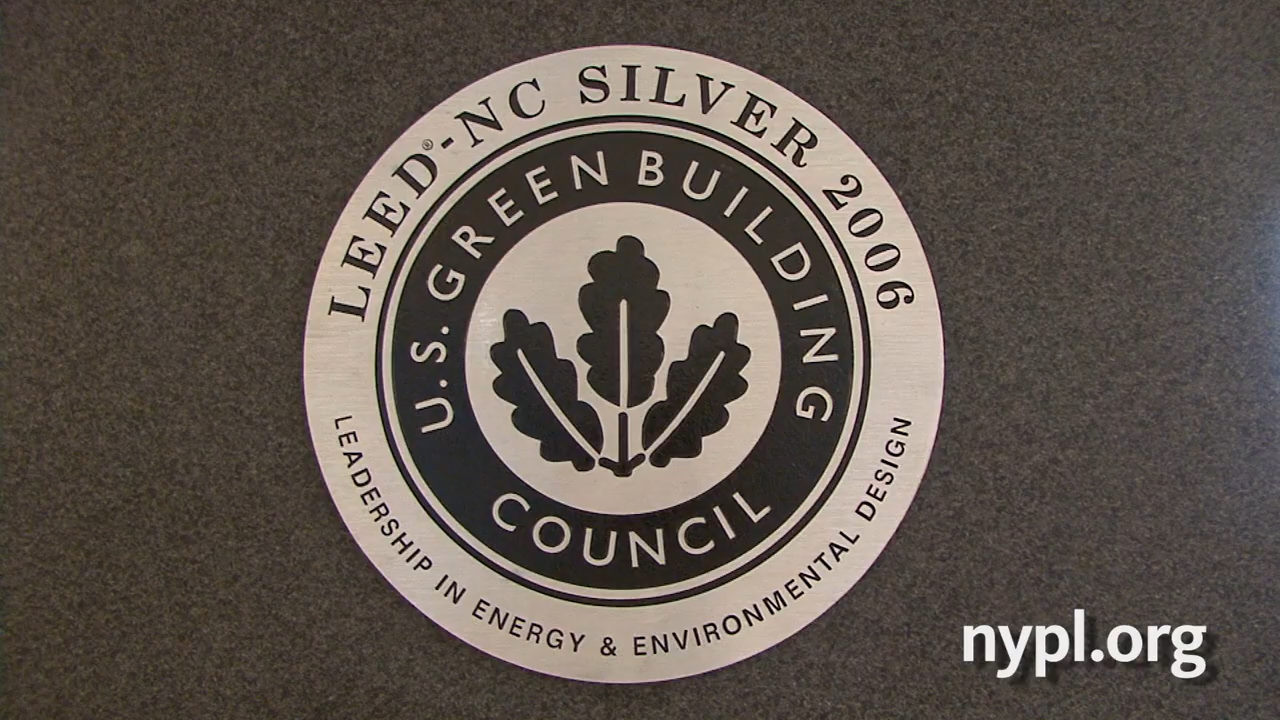 LEED®-NC SILVER 2006
U.S. GREEN BUILDING
COUNCIL
LEADERSHIP IN ENERGY & ENVIRONMENTAL DESIGN
nypl.org